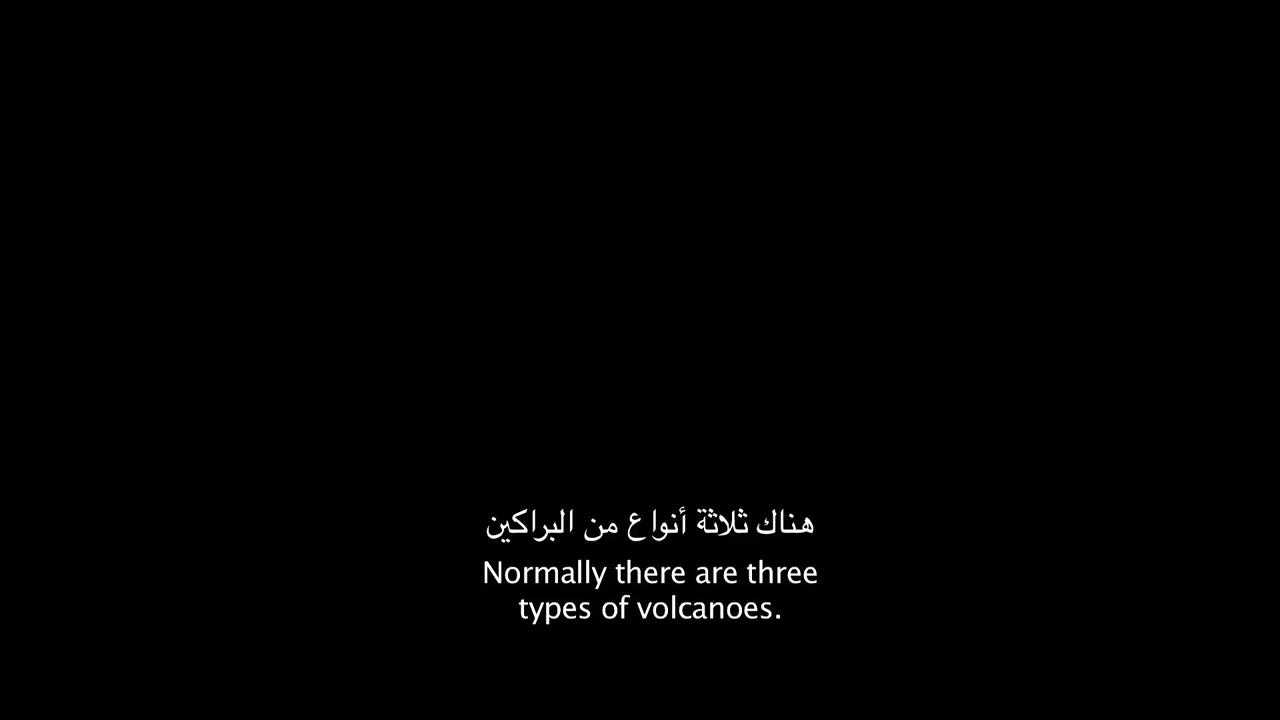 هناك ثلاثة أنواع من البراكين
Normally there are three
types of volcanoes.